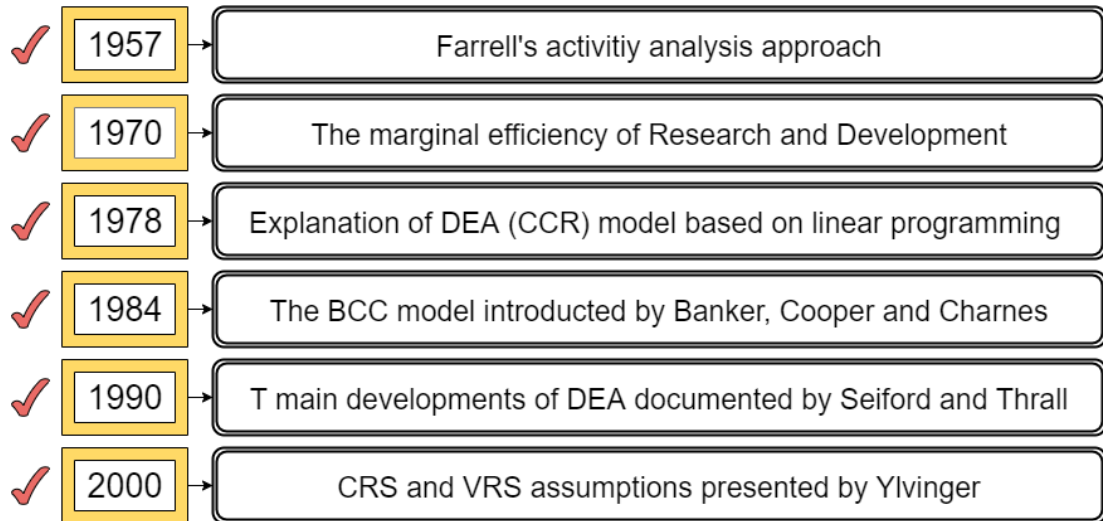 1957
Farrell's activitiy analysis approach
1970
The marginal efficiency of Research and Development
1978
Explanation of DEA (CCR) model based on linear programming
1984
The BCC model introducted by Banker, Cooper and Charnes
1990
T main developments of DEA documented by Seiford and Thrall
2000
CRS and VRS assumptions presented by Ylvinger